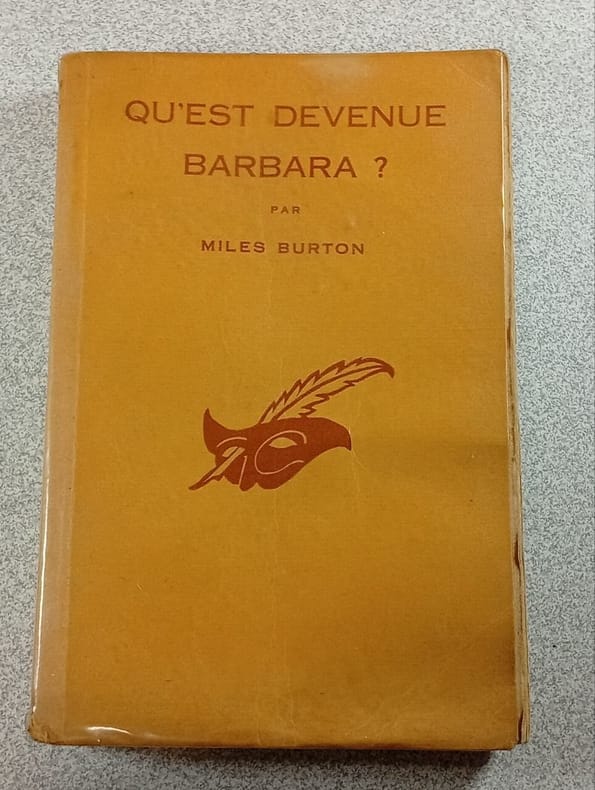 QU'EST DEVENUE
BARBARA ?
PAR
MILES BURTON